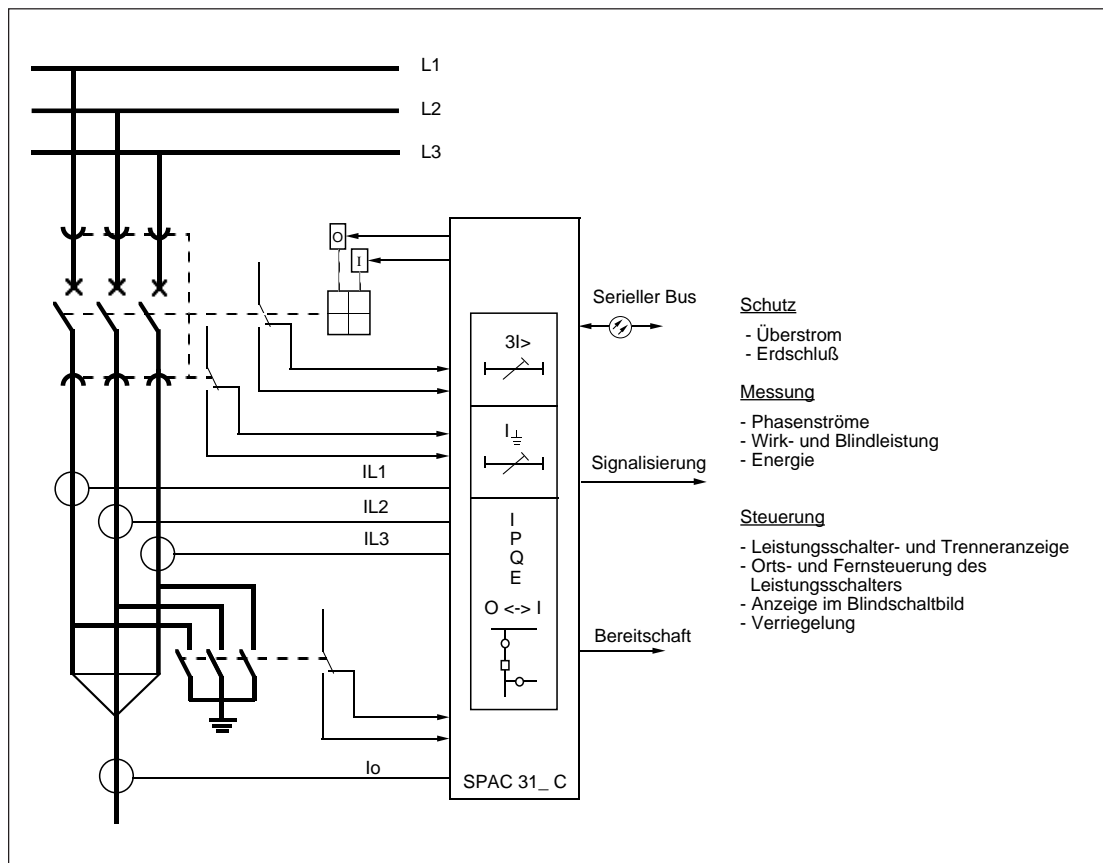 L1
L2
L3
O
I
Serieller Bus
3I>
I
Signalisierung
IL1
IL2
IL3
I
P
Q
E
O <-> I
Bereitschaft
Io
SPAC 31_ C
Schutz
- Überstrom
- Erdschluß
Messung
- Phasenströme
- Wirk- und Blindleistung
- Energie
Steuerung
- Leistungsschalter- und Trenneranzeige
- Orts- und Fernsteuerung des
Leistungsschalters
- Anzeige im Blindschaltbild
- Verriegelung